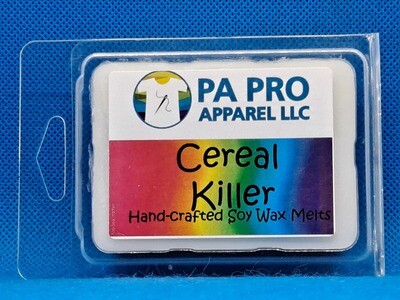 PA PRO
APPAREL LLC
Cereal
Killer
Hand-crafted Soy Wax Melts